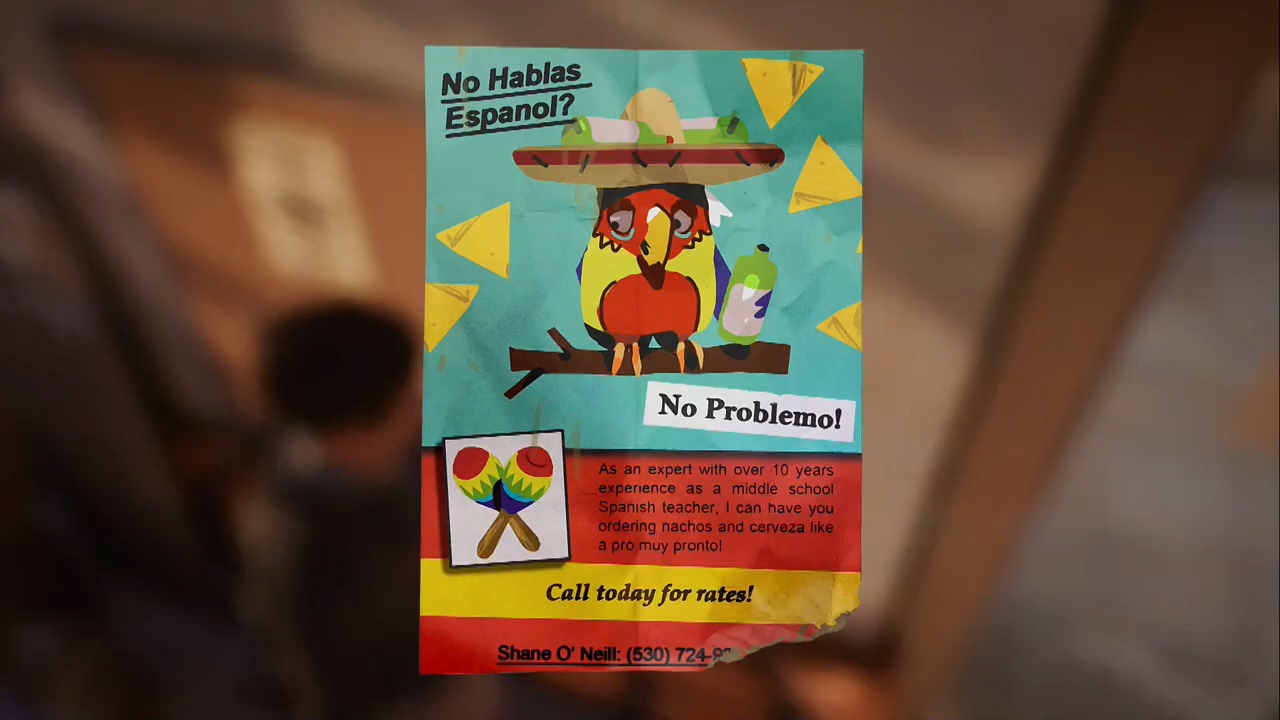 No Hablas
Espanol?
No Problemo!
As an expert with over 10 years
experience as a middle school
Spanish teacher, I can have you
ordering nachos and cerveza like
a pro muy pronto!
Call today for rates!
Shane O' Neill: (530) 724-9